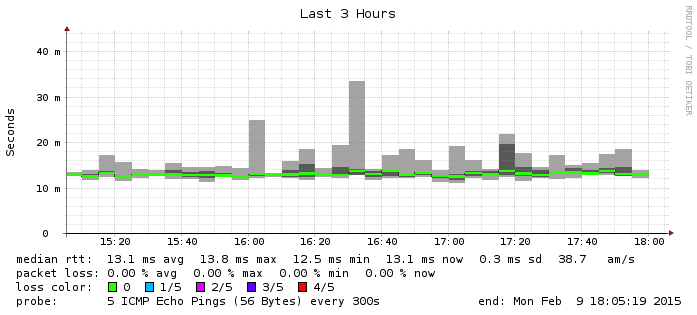 Last 3 Hours
RRDTOOL / TOBI OETIKER
Seconds
40 m
30 m
20 m
10 m
0
15:20 15:40 16:00 16:20 16:40 17:00 17:20 17:40 18:00
median rtt: 13.1 ms avg 13.8 ms max 12.5 ms min 13.1 ms now 0.3 ms sd 38.7 am/s
packet loss: 0.00 % avg 0.00 % max 0.00 % min 0.00 % now
loss color: 0 1/5 2/5 3/5 4/5
probe: 5 ICMP Echo Pings (56 Bytes) every 300s end: Mon Feb 9 18:05:19 2015